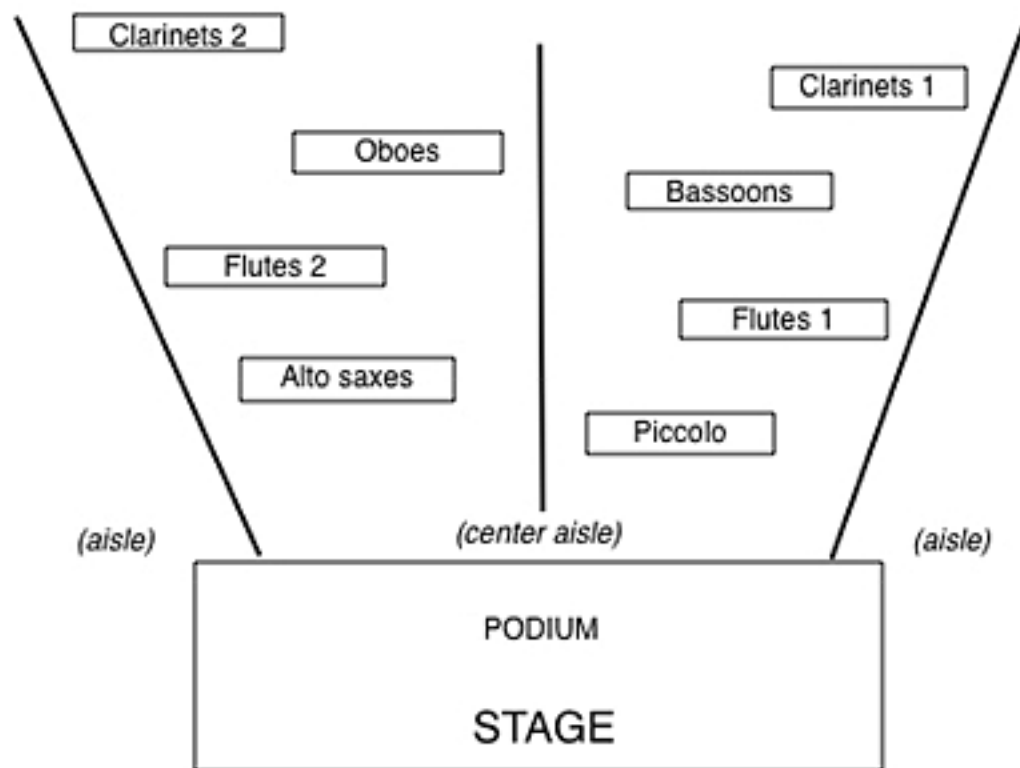 Clarinets 2
Clarinets 1
Oboes
Bassoons
Flutes 2
Flutes 1
Alto saxes
Piccolo
(aisle)
(center aisle)
(aisle)
PODIUM
STAGE